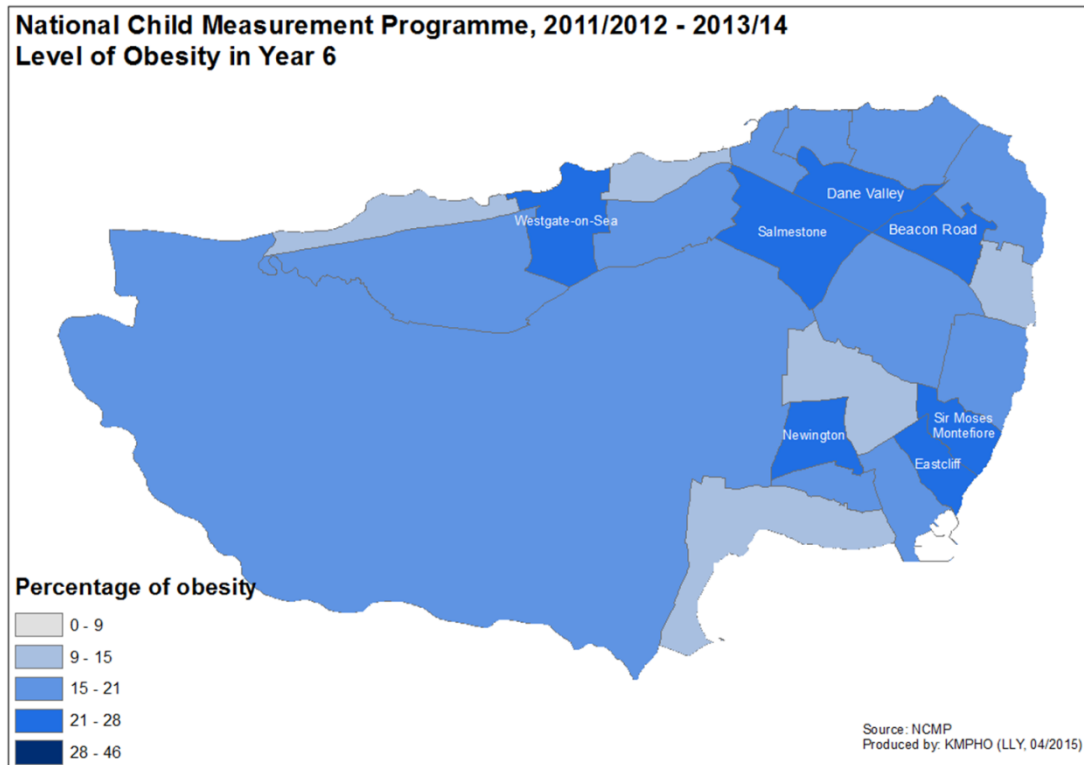 National Child Measurement Programme, 2011/2012 - 2013/14
Level of Obesity in Year 6
Dane Valley
Westgate-on-Sea
Salmestone
Beacon Road
Sir Moses
Montefiore
Newington
Eastcliff
Percentage of obesity
0 - 9
9 - 15
15 - 21
21 - 28
28 - 46
Source: NCMP
Produced by: KMPHO (LLY, 04/2015)